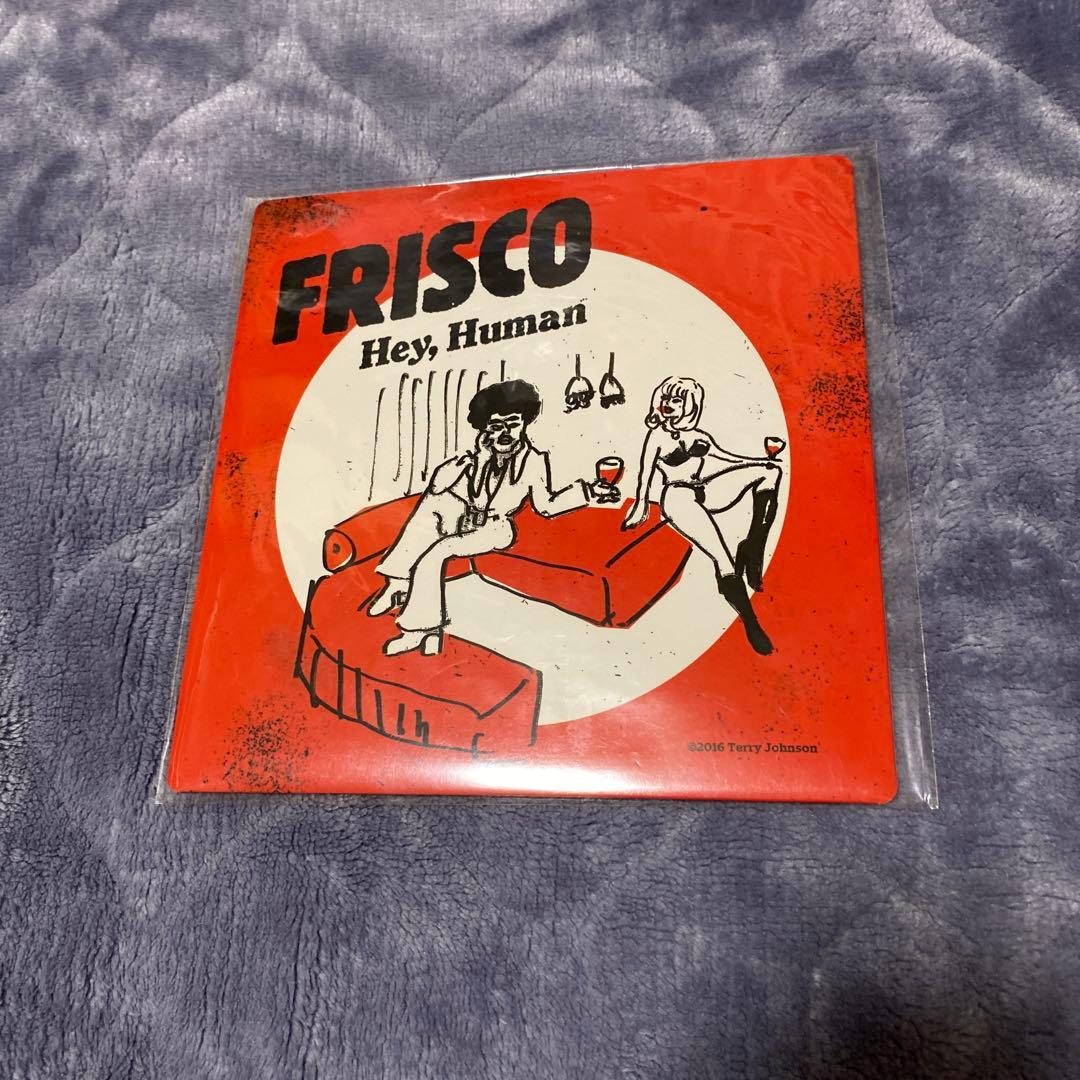 FRISCO
Hey, Human
©2016 Terry Johnson